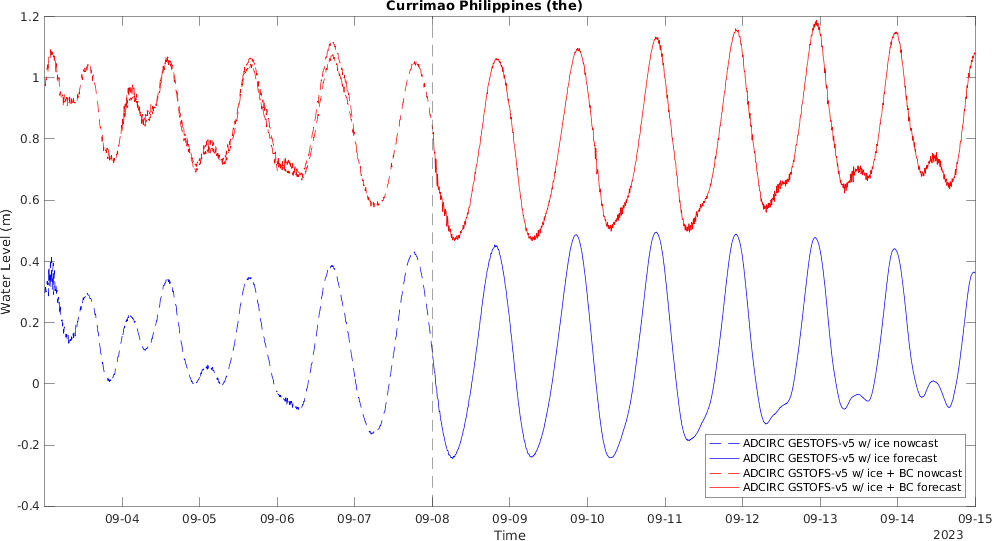 Currimao Philippines (the)
1.2
1
0.8
0.6
0.4
0.2
0
-0.2
-0.4
Water Level (m)
ADCIRC GESTOFS-v5 w/ ice nowcast
ADCIRC GESTOFS-v5 w/ ice forecast
ADCIRC GSTOFS-v5 w/ ice + BC nowcast
ADCIRC GSTOFS-v5 w/ ice + BC forecast
09-04 09-05 09-06 09-07 09-08 09-09 09-10 09-11 09-12 09-13 09-14 09-15
Time
2023